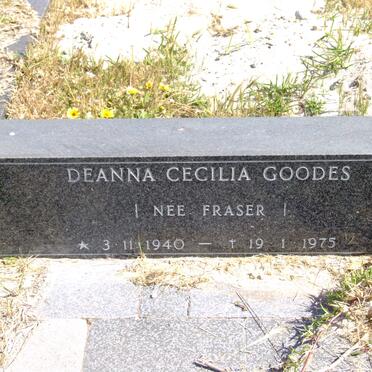 DEANNA CECILIA GOODES
| NEE FRASER |
★ 3·11·1940 — † 19·1·1975